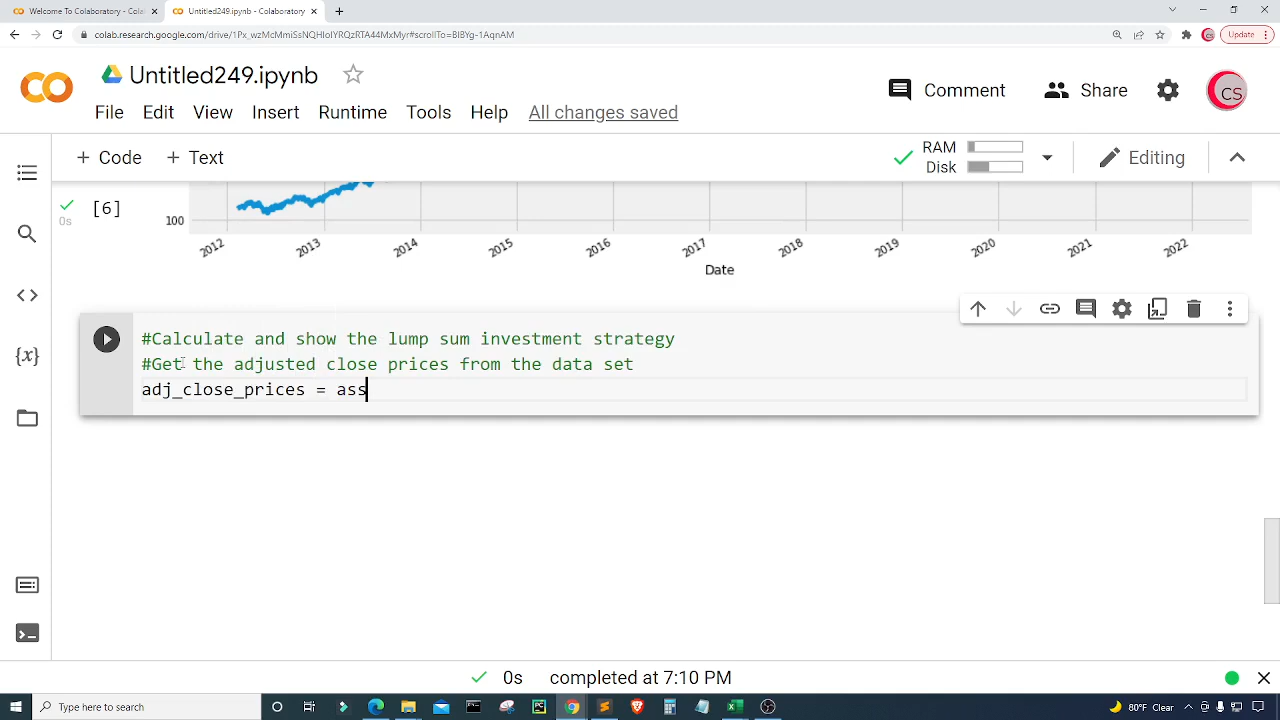 Welcome To Colaboratory - Colal
Untitled249.ipynb - Colaboratory
colab.research.google.com/drive/1Px_wzMcMmiSsNQHIolYRQzRTA44MxMyr#scrollTo=BI8Yg-1AqnAM
Update
Untitled249.ipynb
Comment
Share
CS
File Edit View Insert Runtime Tools Help All changes saved
+ Code + Text
RAM
Disk
Editing
[6]
0s
100
2012 2013 2014 2015 2016 2017 2018 2019 2020 2021 2022
Date
{x}
#Calculate and show the lump sum investment strategy
#Get the adjusted close prices from the data set
adj_close_prices = ass
0s completed at 7:10 PM
Type here to search
80°F Clear